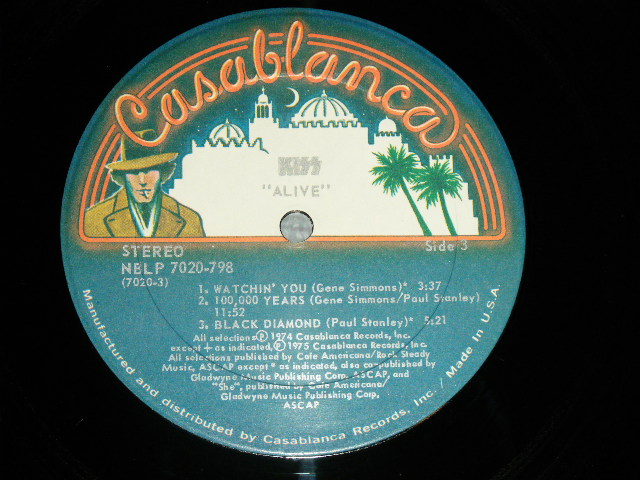 Casablanca
KISS
"ALIVE"
STEREO
Side 3
NBLP 7020-798
(7020-3)
1. WATCHIN' YOU (Gene Simmons)* 3:37
2. 100,000 YEARS (Gene Simmons/Paul Stanley)
11:52
3. BLACK DIAMOND (Paul Stanley)* 5:21
All selections Ⓟ 1974 Casablanca Records, Inc.
except + as indicated, Ⓟ 1975 Casablanca Records, Inc.
All selections published by Cafe Americana/Rock Steady
Music, ASCAP except * as indicated, also co-published by
Gladwyne Music Publishing Corp. ASCAP, and
"She", published by Cafe Americana/
Gladwyne Music Publishing Corp.
ASCAP
Manufactured and distributed by Casablanca Records, Inc./ Made In U.S.A.